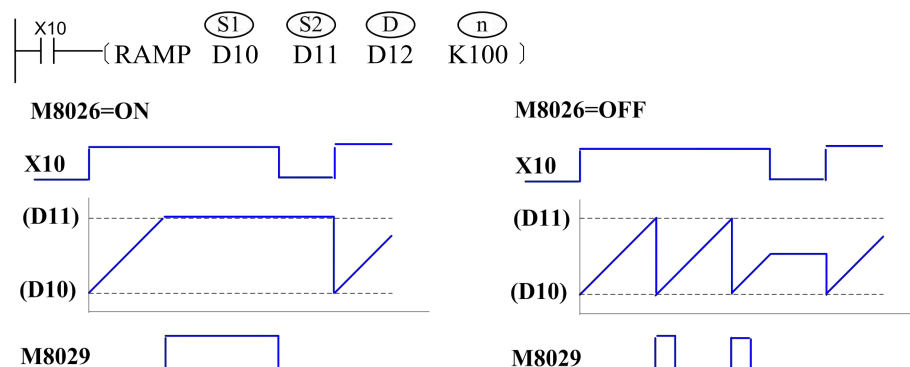 X10
S1 S2 D n
RAMP D10 D11 D12 K100
M8026=ON
M8026=OFF
X10
X10
(D11)
(D11)
(D10)
(D10)
M8029
M8029